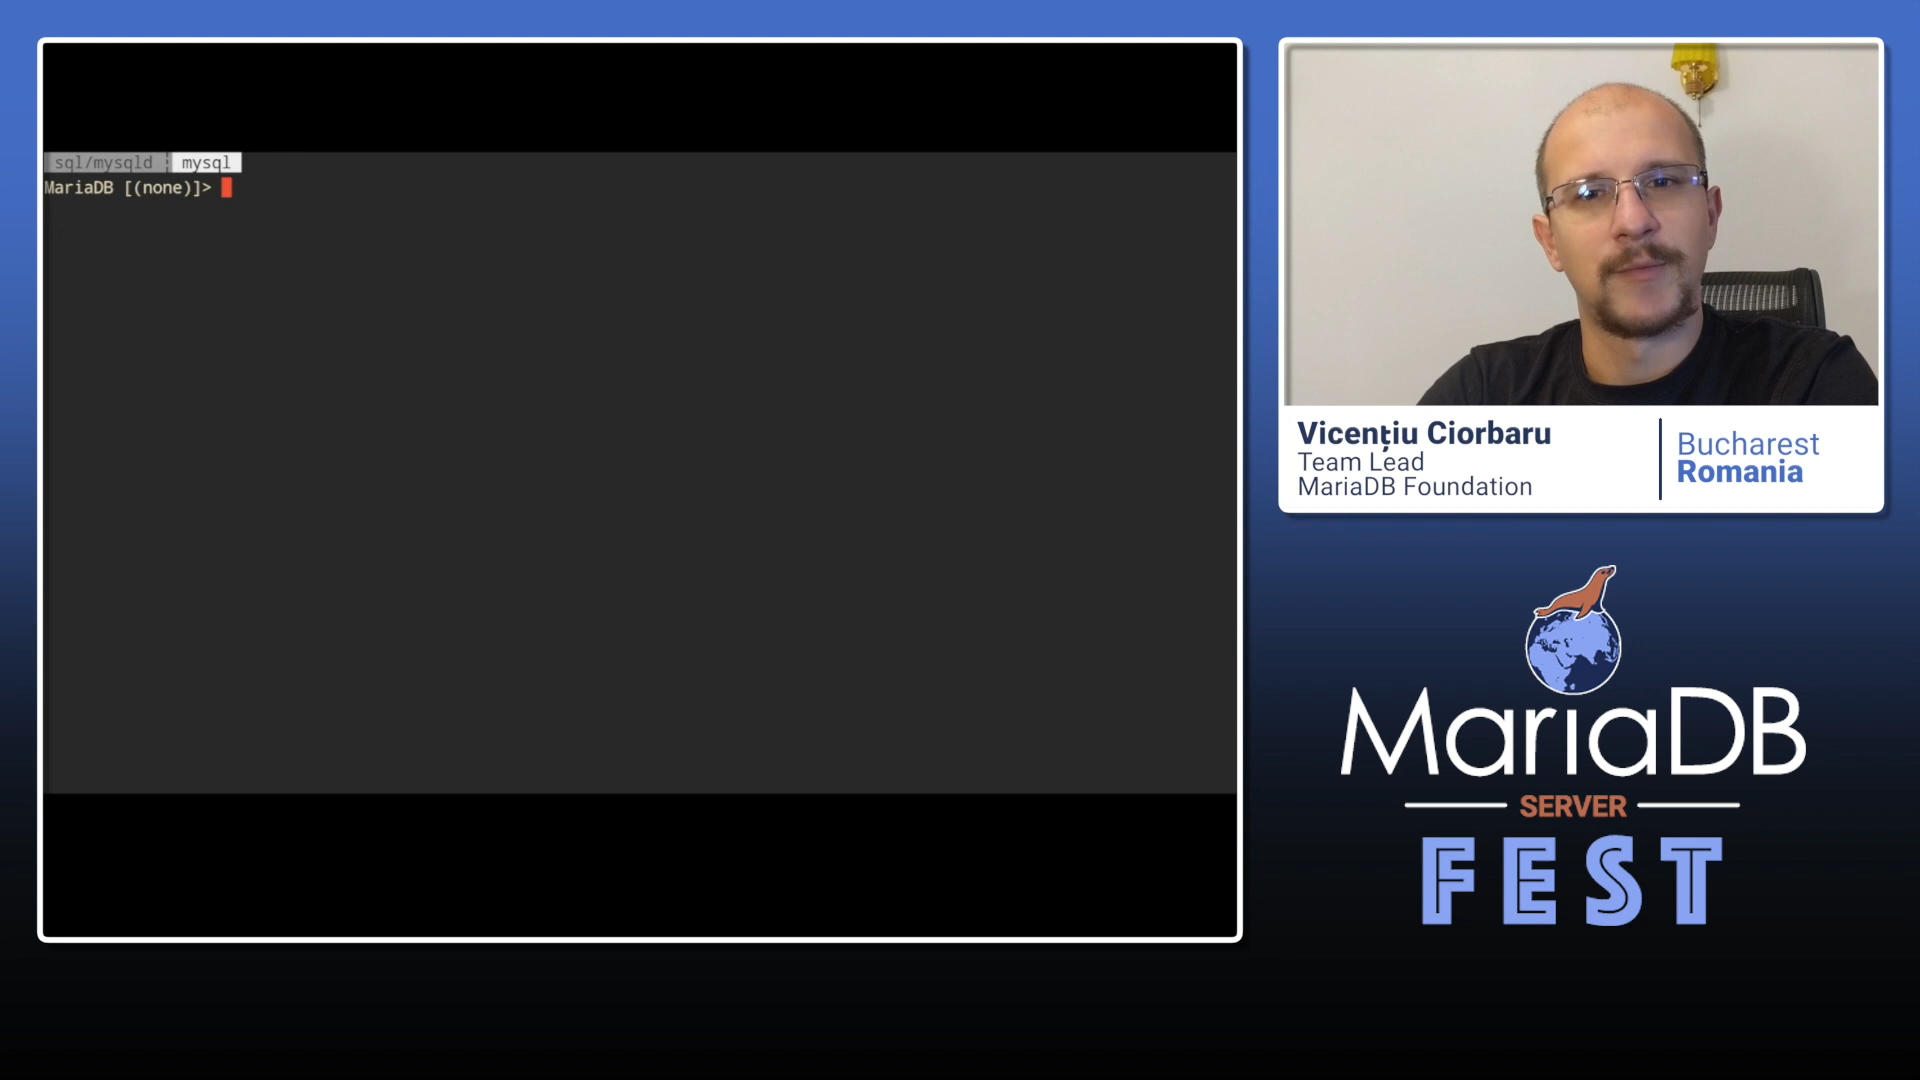 sql/mysqld mysql
MariaDB [(none)]>
Vicențiu Ciorbaru
Team Lead
MariaDB Foundation
Bucharest
Romania
MariaDB
SERVER
FEST